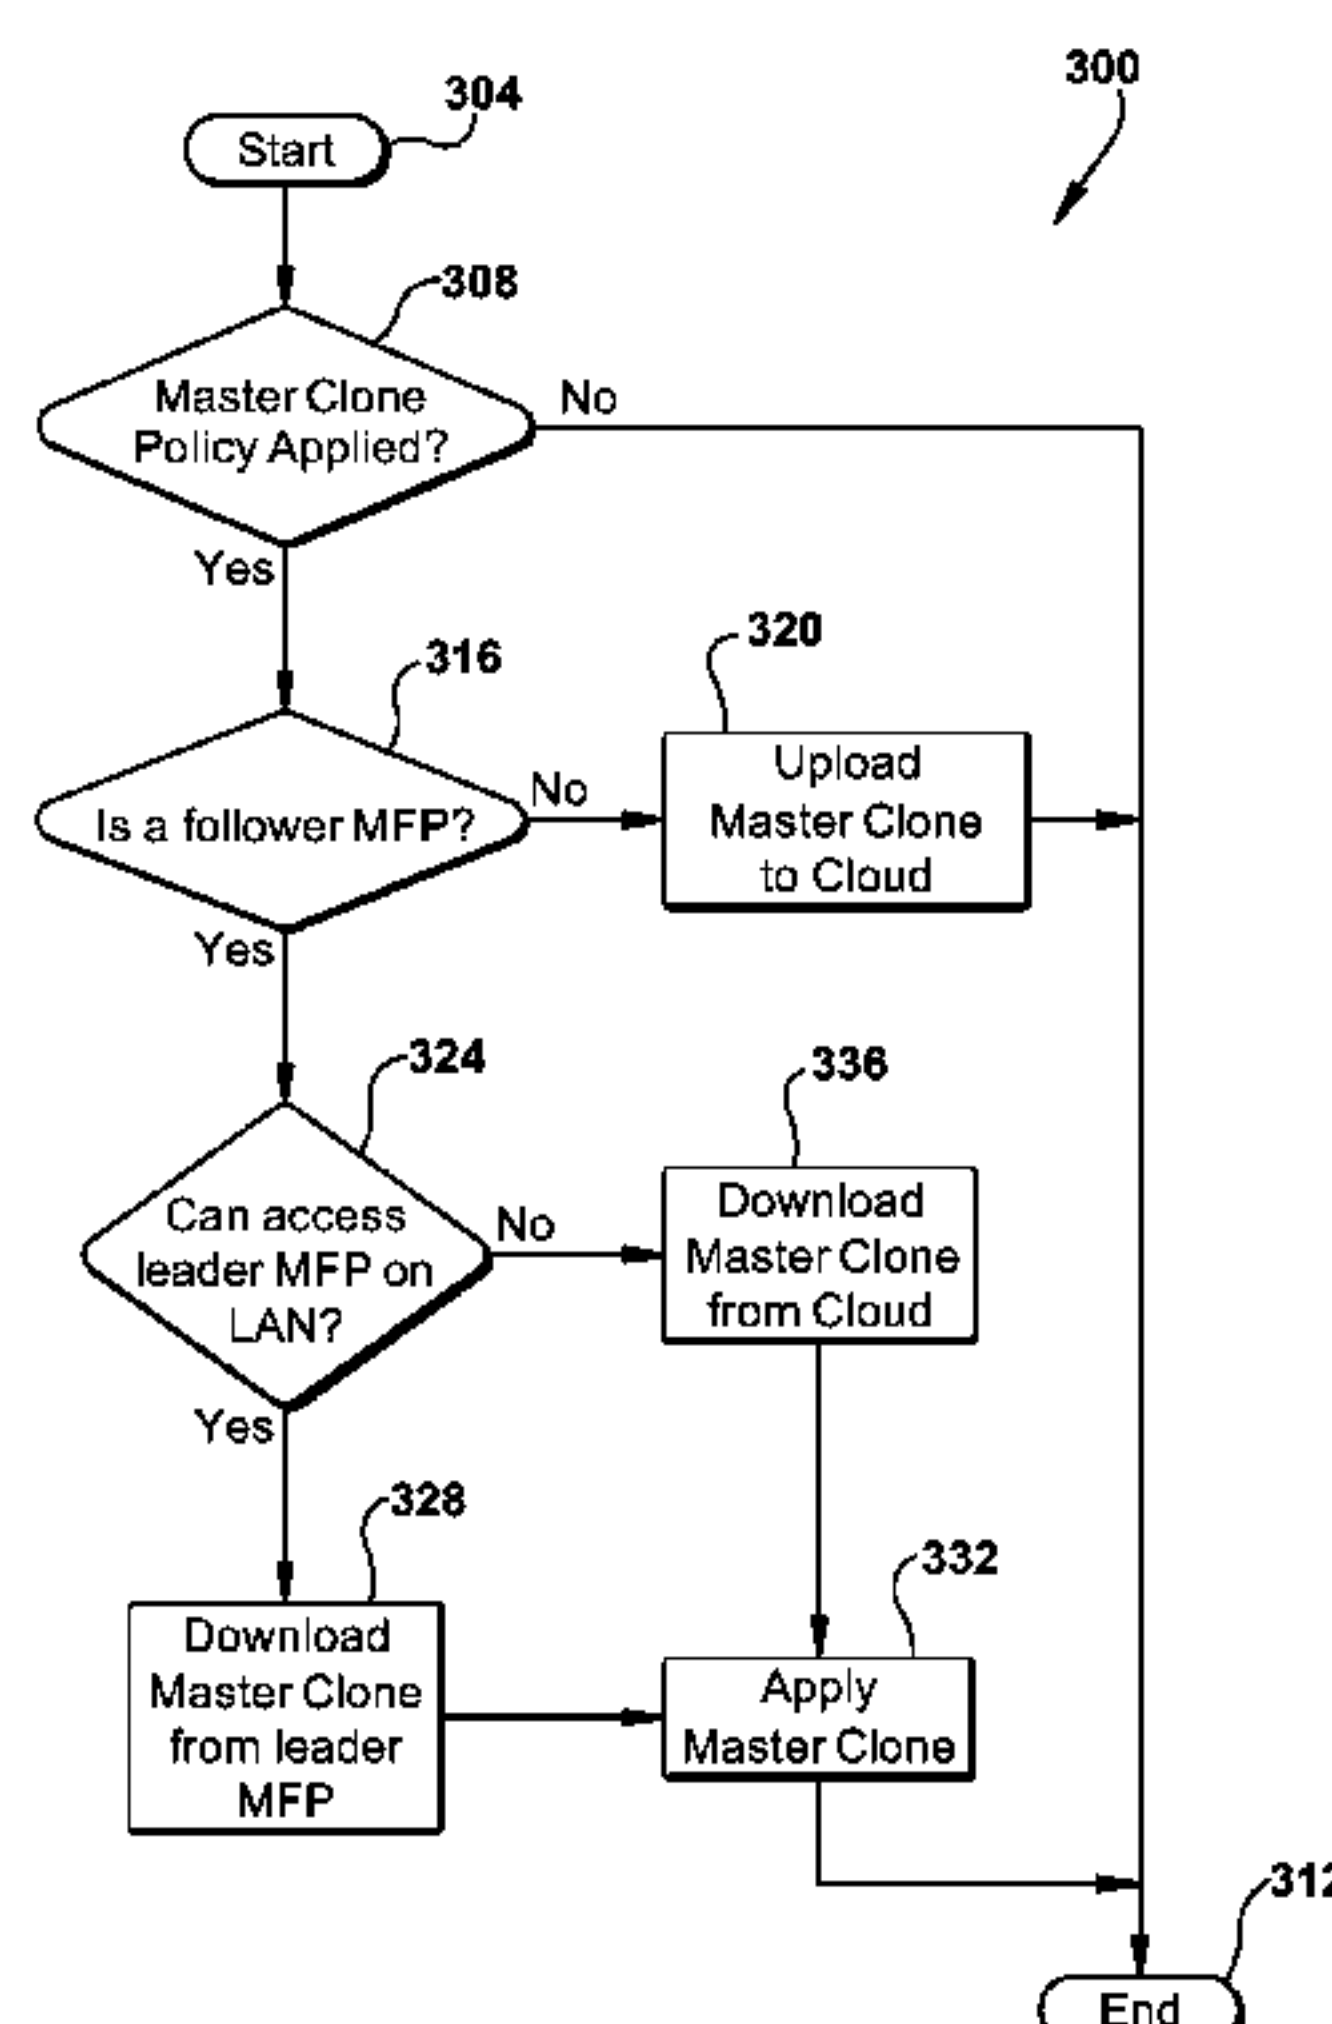 300
304
Start
308
Master Clone
Policy Applied?
No
Yes
316
Is a follower MFP?
No
320
Upload
Master Clone
to Cloud
Yes
324
Can access
leader MFP on
LAN?
No
336
Download
Master Clone
from Cloud
Yes
328
Download
Master Clone
from leader
MFP
332
Apply
Master Clone
312
End